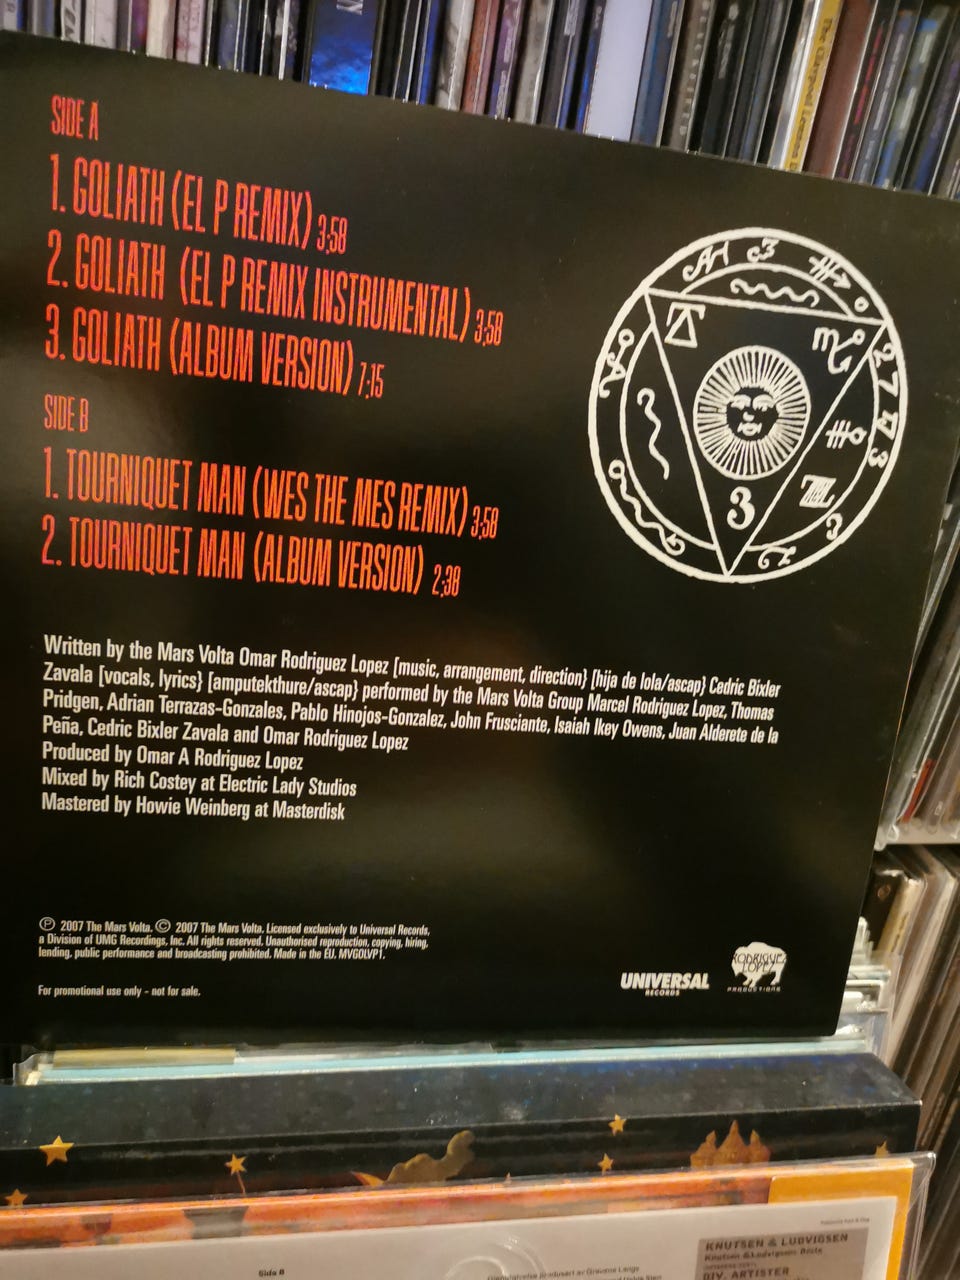 SIDE A
1. GOLIATH (EL P REMIX) 3:58
2. GOLIATH (EL P REMIX INSTRUMENTAL) 3:58
3. GOLIATH (ALBUM VERSION) 7:15
SIDE B
1. TOURNIQUET MAN (WES THE MES REMIX) 3:58
2. TOURNIQUET MAN (ALBUM VERSION) 2:38
Written by the Mars Volta Omar Rodriguez Lopez [music, arrangement, direction} [hija de lola/ascap} Cedric Bixler
Zavala [vocals, lyrics} [amputekthure/ascap} performed by the Mars Volta Group Marcel Rodriguez Lopez, Thomas
Pridgen, Adrian Terrazas-Gonzales, Pablo Hinojos-Gonzalez, John Frusciante, Isaiah Ikey Owens, Juan Alderete de la
Peña, Cedric Bixler Zavala and Omar Rodriguez Lopez
Produced by Omar A Rodriguez Lopez
Mixed by Rich Costey at Electric Lady Studios
Mastered by Howie Weinberg at Masterdisk
Ⓟ 2007 The Mars Volta. © 2007 The Mars Volta. Licensed exclusively to Universal Records,
a Division of UMG Recordings, Inc. All rights reserved. Unauthorised reproduction, copying, hiring,
lending, public performance and broadcasting prohibited. Made in the EU. MVGOLVP1.
For promotional use only - not for sale.
UNIVERSAL
RECORDS
RODRIGUEZ
LOPEZ
PRODUCTIONS
KNUTSEN & LUDVIGSEN
Knutsen & Ludvigsens Beste
DIV. ARTISTER
Side B